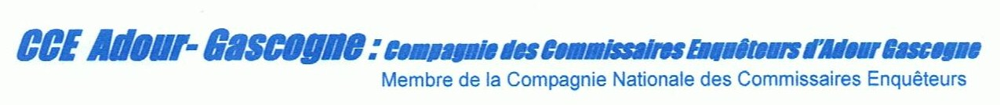 CCE Adour- Gascogne : Compagnie des Commissaires Enquêteurs d'Adour Gascogne
Membre de la Compagnie Nationale des Commissaires Enquêteurs